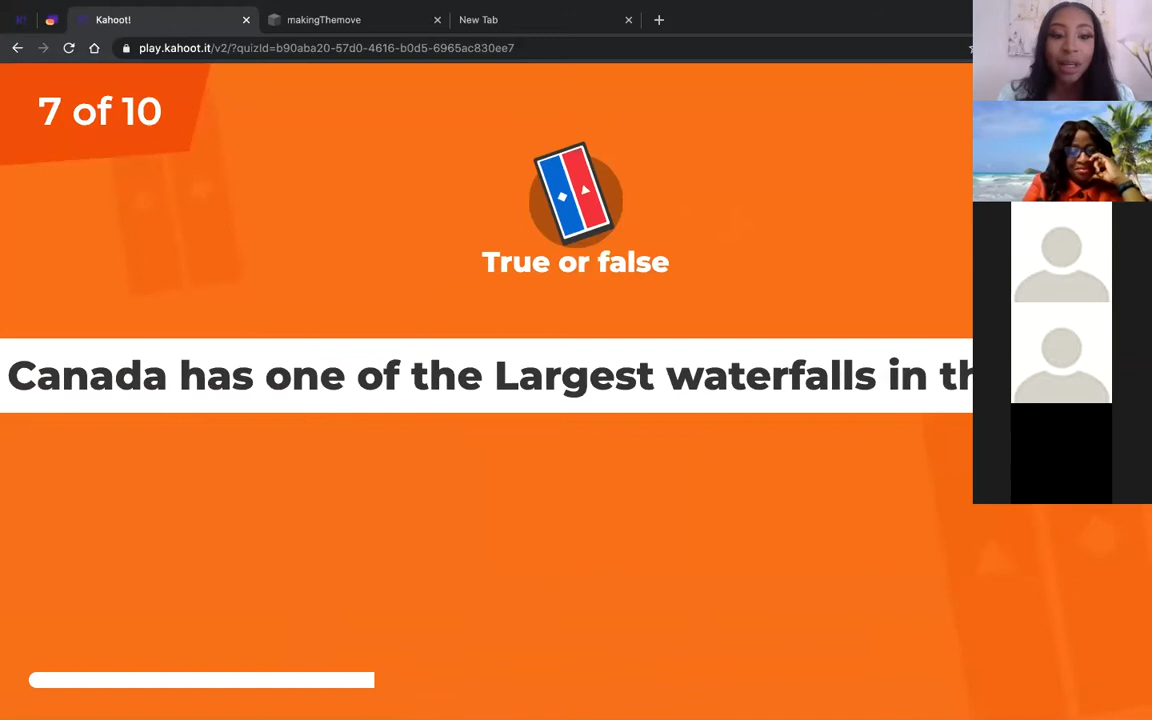 Kahoot!
makingThemove
New Tab
play.kahoot.it/v2/?quizId=b90aba20-57d0-4616-b0d5-6965ac830ee7
7 of 10
True or false
Canada has one of the Largest waterfalls in th